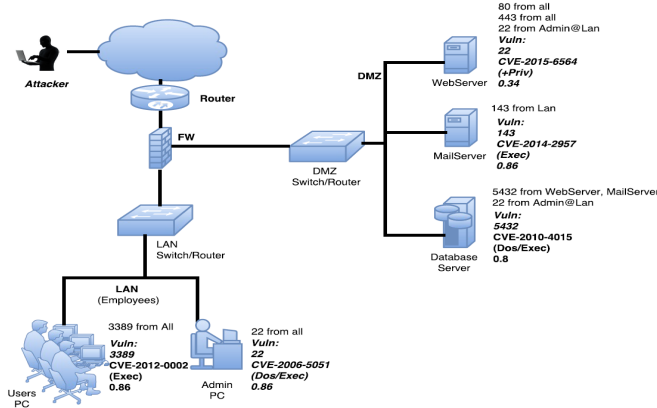 80 from all
443 from all
22 from Admin@Lan
Vuln:
22
CVE-2015-6564
(+Priv)
0.34
WebServer
DMZ
Attacker
Router
FW
DMZ
Switch/Router
143 from Lan
Vuln:
143
CVE-2014-2957
(Exec)
0.86
MailServer
5432 from WebServer, MailServer
22 from Admin@Lan
Vuln:
5432
CVE-2010-4015
(Dos/Exec)
0.8
Database
Server
LAN
Switch/Router
LAN
(Employees)
3389 from All
Vuln:
3389
CVE-2012-0002
(Exec)
0.86
Users
PC
22 from all
Vuln:
22
CVE-2006-5051
(Dos/Exec)
0.86
Admin
PC